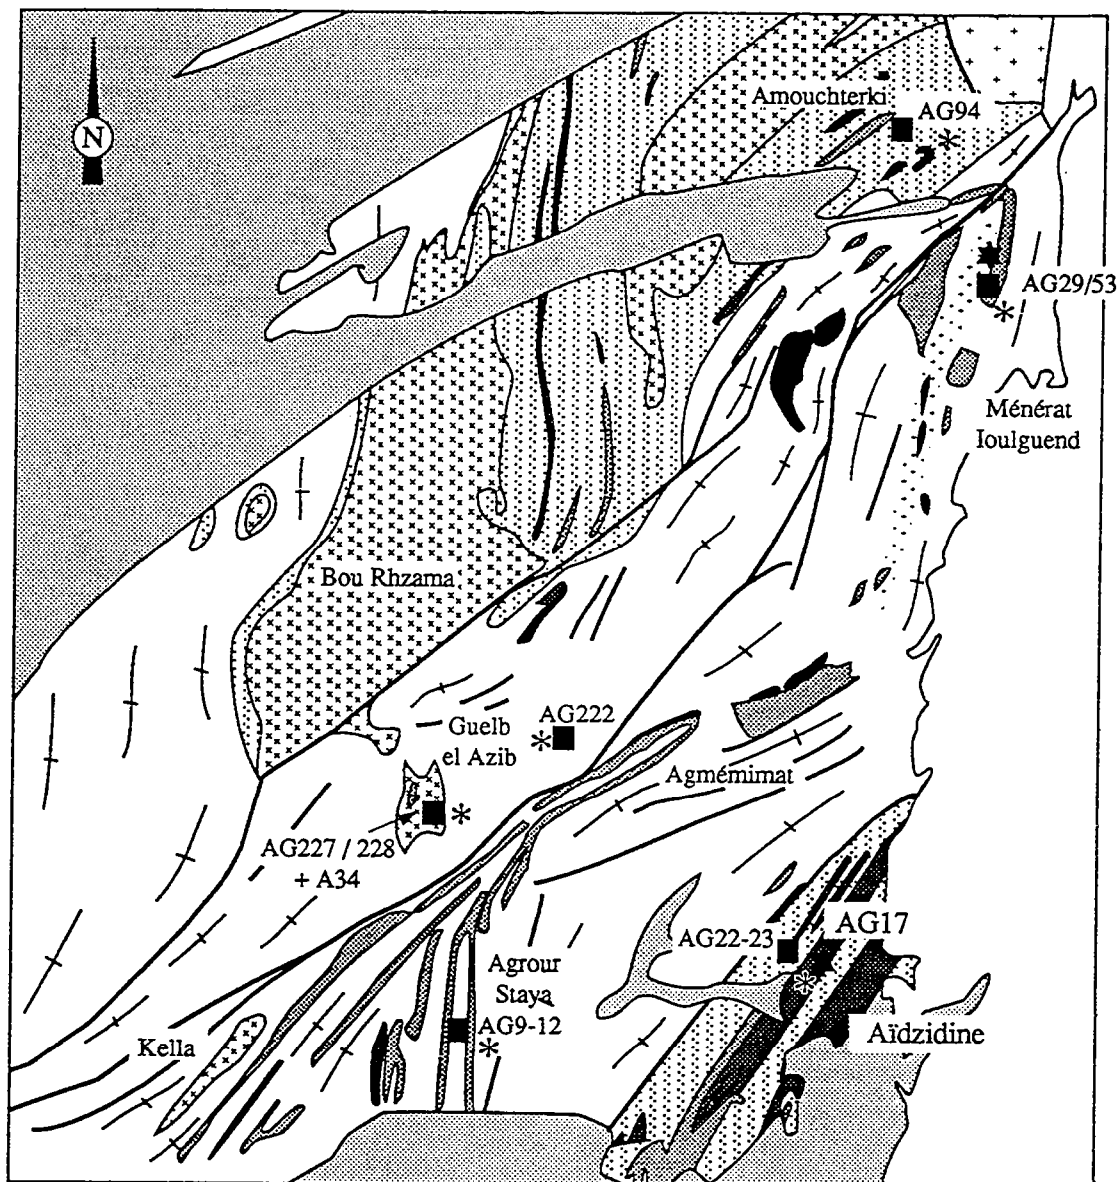 Amouchterki
AG94
N
AG29/53
Ménérat
Ioulguend
Bou Rhzama
Guelb
el Azib
AG222
Agmémimat
AG227 / 228
+ A34
AG22-23
AG17
Agrour
Staya
AG9-12
Kella
Aïdzidine